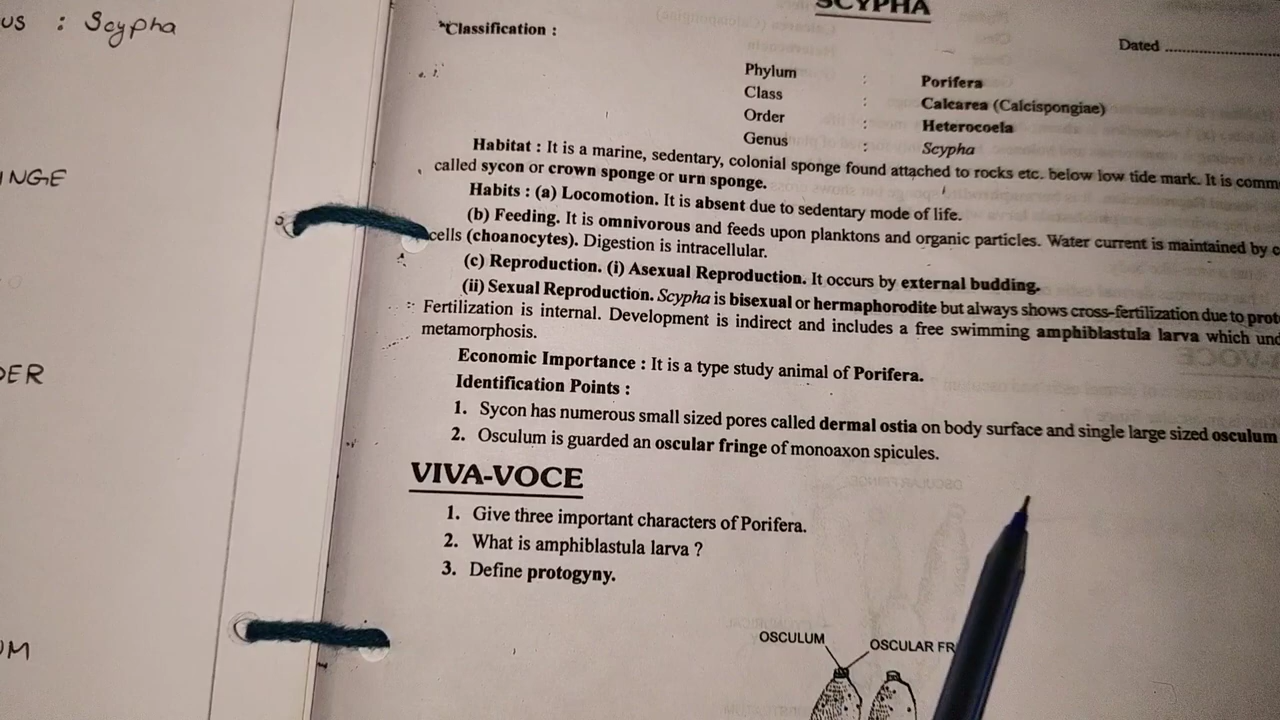 us : Scypha
INGE
DER
UM
SCYPHA
Classification :
Dated ........................
Phylum : Porifera
Class : Calcarea (Calcispongiae)
Order : Heterocoela
Genus : Scypha
Habitat : It is a marine, sedentary, colonial sponge found attached to rocks etc. below low tide mark. It is comm
called sycon or crown sponge or urn sponge.
Habits : (a) Locomotion. It is absent due to sedentary mode of life.
(b) Feeding. It is omnivorous and feeds upon planktons and organic particles. Water current is maintained by c
cells (choanocytes). Digestion is intracellular.
(c) Reproduction. (i) Asexual Reproduction. It occurs by external budding.
(ii) Sexual Reproduction. Scypha is bisexual or hermaphorodite but always shows cross-fertilization due to prot
Fertilization is internal. Development is indirect and includes a free swimming amphiblastula larva which und
metamorphosis.
Economic Importance : It is a type study animal of Porifera.
Identification Points :
1. Sycon has numerous small sized pores called dermal ostia on body surface and single large sized osculum
2. Osculum is guarded an oscular fringe of monoaxon spicules.
VIVA-VOCE
1. Give three important characters of Porifera.
2. What is amphiblastula larva ?
3. Define protogyny.
OSCULUM
OSCULAR FR